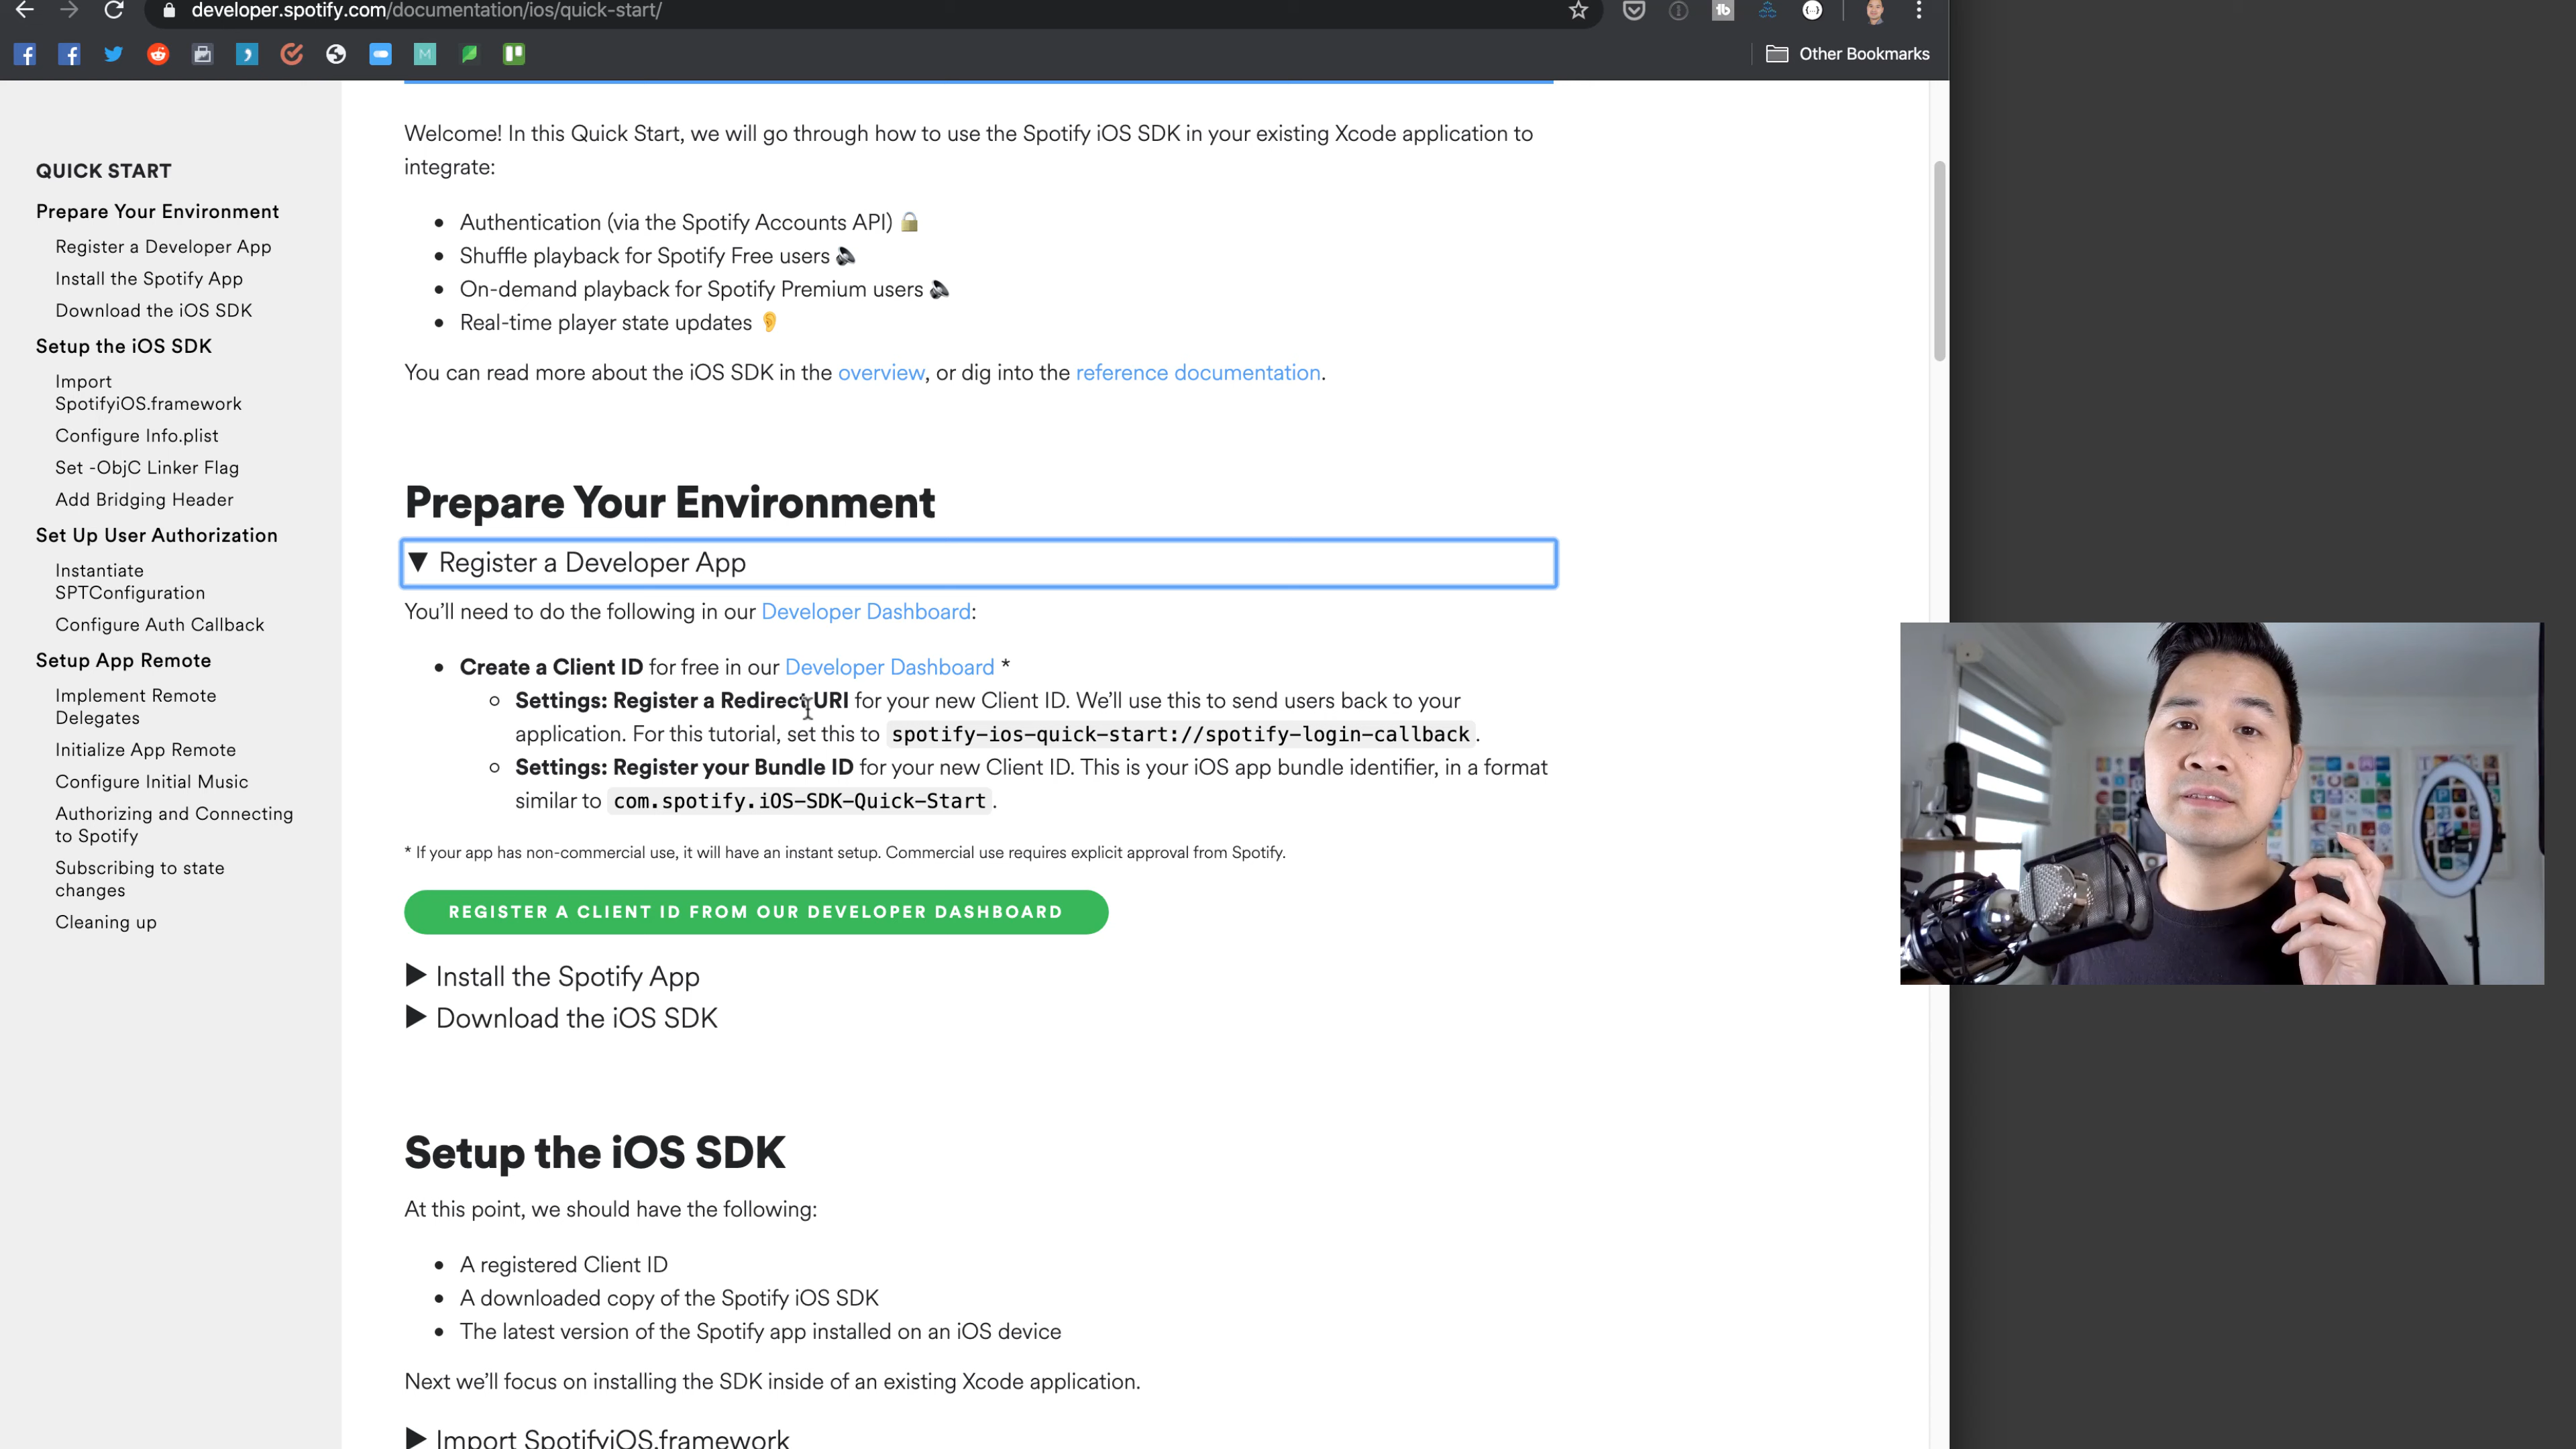 developer.spotify.com/documentation/ios/quick-start/
Other Bookmarks
QUICK START
Prepare Your Environment
Register a Developer App
Install the Spotify App
Download the iOS SDK
Setup the iOS SDK
Import
SpotifyiOS.framework
Configure Info.plist
Set -ObjC Linker Flag
Add Bridging Header
Set Up User Authorization
Instantiate
SPTConfiguration
Configure Auth Callback
Setup App Remote
Implement Remote
Delegates
Initialize App Remote
Configure Initial Music
Authorizing and Connecting
to Spotify
Subscribing to state
changes
Cleaning up
Welcome! In this Quick Start, we will go through how to use the Spotify iOS SDK in your existing Xcode application to
integrate:
Authentication (via the Spotify Accounts API)
Shuffle playback for Spotify Free users
On-demand playback for Spotify Premium users
Real-time player state updates
You can read more about the iOS SDK in the overview, or dig into the reference documentation.
Prepare Your Environment
Register a Developer App
You'll need to do the following in our Developer Dashboard:
Create a Client ID for free in our Developer Dashboard *
Settings: Register a Redirect URI for your new Client ID. We'll use this to send users back to your
application. For this tutorial, set this to spotify-ios-quick-start://spotify-login-callback.
Settings: Register your Bundle ID for your new Client ID. This is your iOS app bundle identifier, in a format
similar to com.spotify.iOS-SDK-Quick-Start.
* If your app has non-commercial use, it will have an instant setup. Commercial use requires explicit approval from Spotify.
REGISTER A CLIENT ID FROM OUR DEVELOPER DASHBOARD
Install the Spotify App
Download the iOS SDK
Setup the iOS SDK
At this point, we should have the following:
A registered Client ID
A downloaded copy of the Spotify iOS SDK
The latest version of the Spotify app installed on an iOS device
Next we'll focus on installing the SDK inside of an existing Xcode application.
Import SpotifyiOS.framework